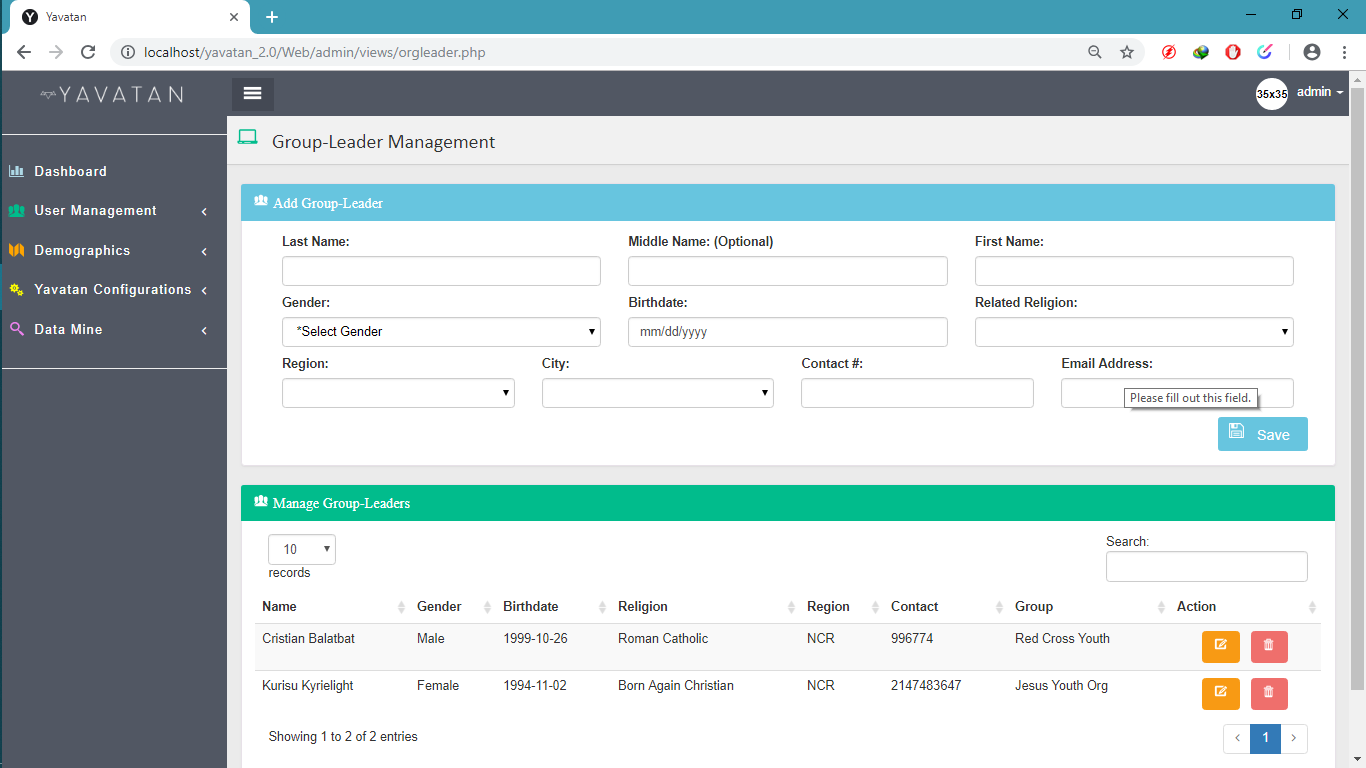 Yavatan
localhost/yavatan_2.0/Web/admin/views/orgleader.php
YAVATAN
35x35
admin
Group-Leader Management
Dashboard
User Management
Demographics
Yavatan Configurations
Data Mine
Add Group-Leader
Last Name: Middle Name: (Optional) First Name:
Gender: Birthdate: Related Religion:
*Select Gender mm/dd/yyyy
Region: City: Contact #: Email Address:
Please fill out this field.
Save
Manage Group-Leaders
10
records
Search:
Name Gender Birthdate Religion Region Contact Group Action
Cristian Balatbat Male 1999-10-26 Roman Catholic NCR 996774 Red Cross Youth
Kurisu Kyrielight Female 1994-11-02 Born Again Christian NCR 2147483647 Jesus Youth Org
Showing 1 to 2 of 2 entries
‹ 1 ›